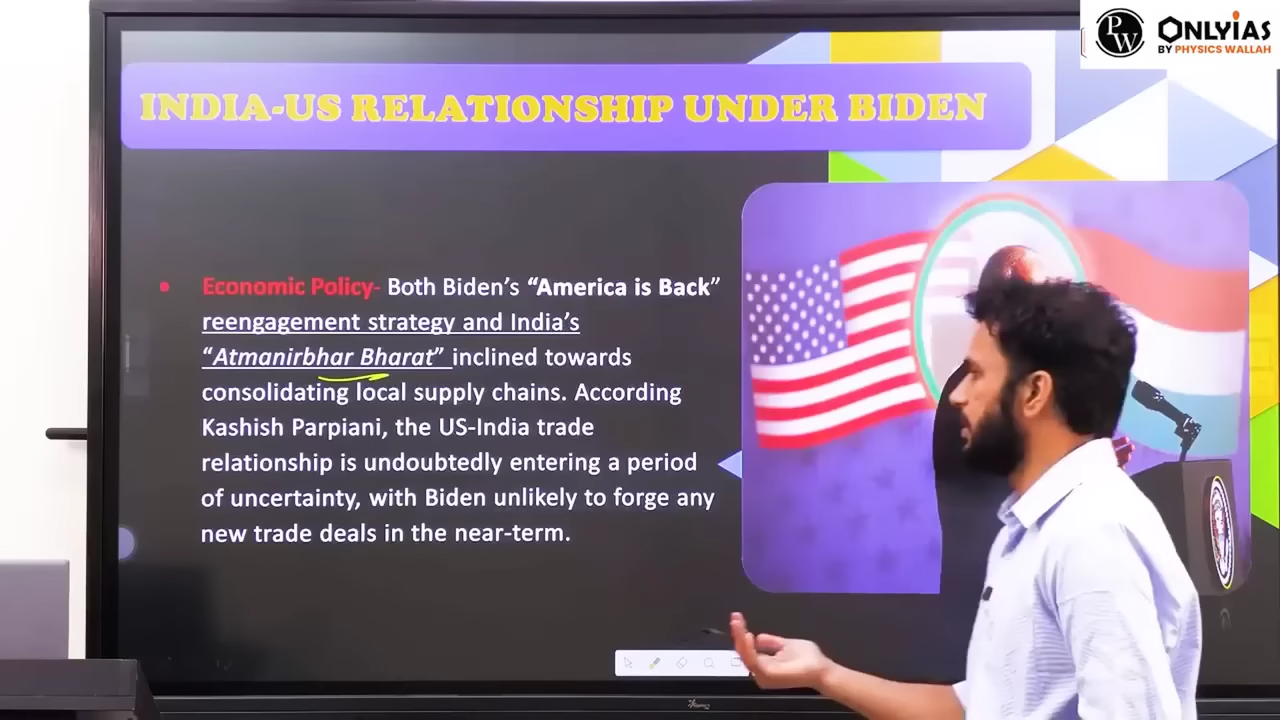 PW
ONLYIAS
BY PHYSICS WALLAH
INDIA-US RELATIONSHIP UNDER BIDEN
• Economic Policy- Both Biden's “America is Back”
reengagement strategy and India's
“Atmanirbhar Bharat” inclined towards
consolidating local supply chains. According
Kashish Parpiani, the US-India trade
relationship is undoubtedly entering a period
of uncertainty, with Biden unlikely to forge any
new trade deals in the near-term.